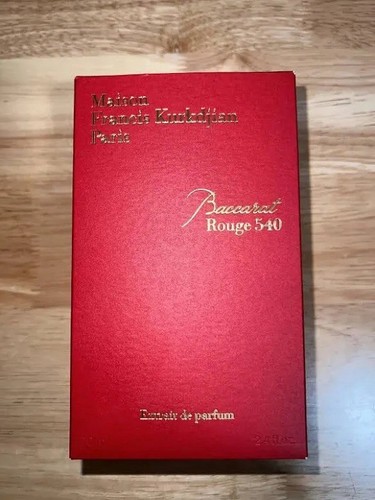 Maison
Francis Kurkdjian
Paris
Baccarat
Rouge 540
Extrait de parfum